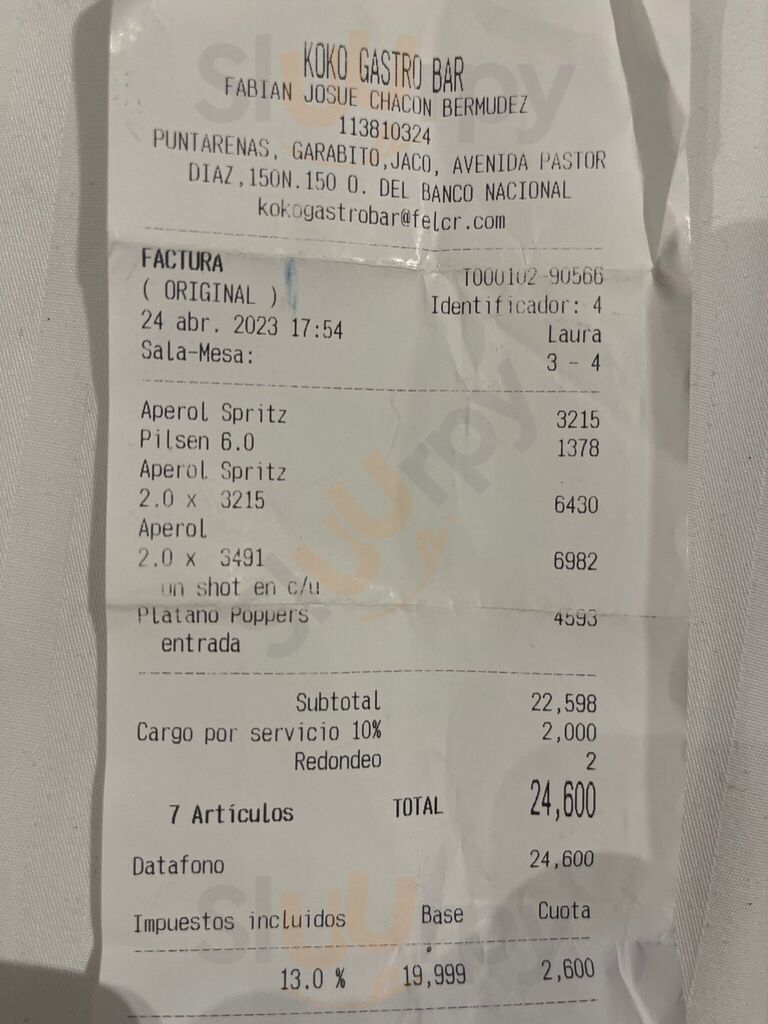 KOKO GASTRO BAR
FABIAN JOSUE CHACON BERMUDEZ
113810324
PUNTARENAS, GARABITO,JACO, AVENIDA PASTOR
DIAZ,150N.150 O. DEL BANCO NACIONAL
kokogastrobar@felcr.com
FACTURA T000102-90566
( ORIGINAL ) Identificador: 4
24 abr. 2023 17:54 Laura
Sala-Mesa: 3 - 4
Aperol Spritz 3215
Pilsen 6.0 1378
Aperol Spritz
2.0 x 3215 6430
Aperol
2.0 x 3491 6982
un shot en c/u
Platano Poppers 4593
entrada
Subtotal 22,598
Cargo por servicio 10% 2,000
Redondeo 2
7 Artículos TOTAL 24,600
Datafono 24,600
Impuestos incluidos Base Cuota
13.0 % 19,999 2,600
Sluurpy
Sluurpy
Sluurpy